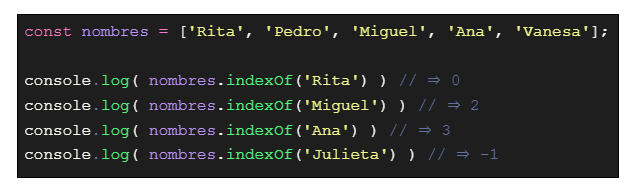 const nombres = ['Rita', 'Pedro', 'Miguel', 'Ana', 'Vanesa'];
console.log( nombres.indexOf('Rita') ) // ⇒ 0
console.log( nombres.indexOf('Miguel') ) // ⇒ 2
console.log( nombres.indexOf('Ana') ) // ⇒ 3
console.log( nombres.indexOf('Julieta') ) // ⇒ -1